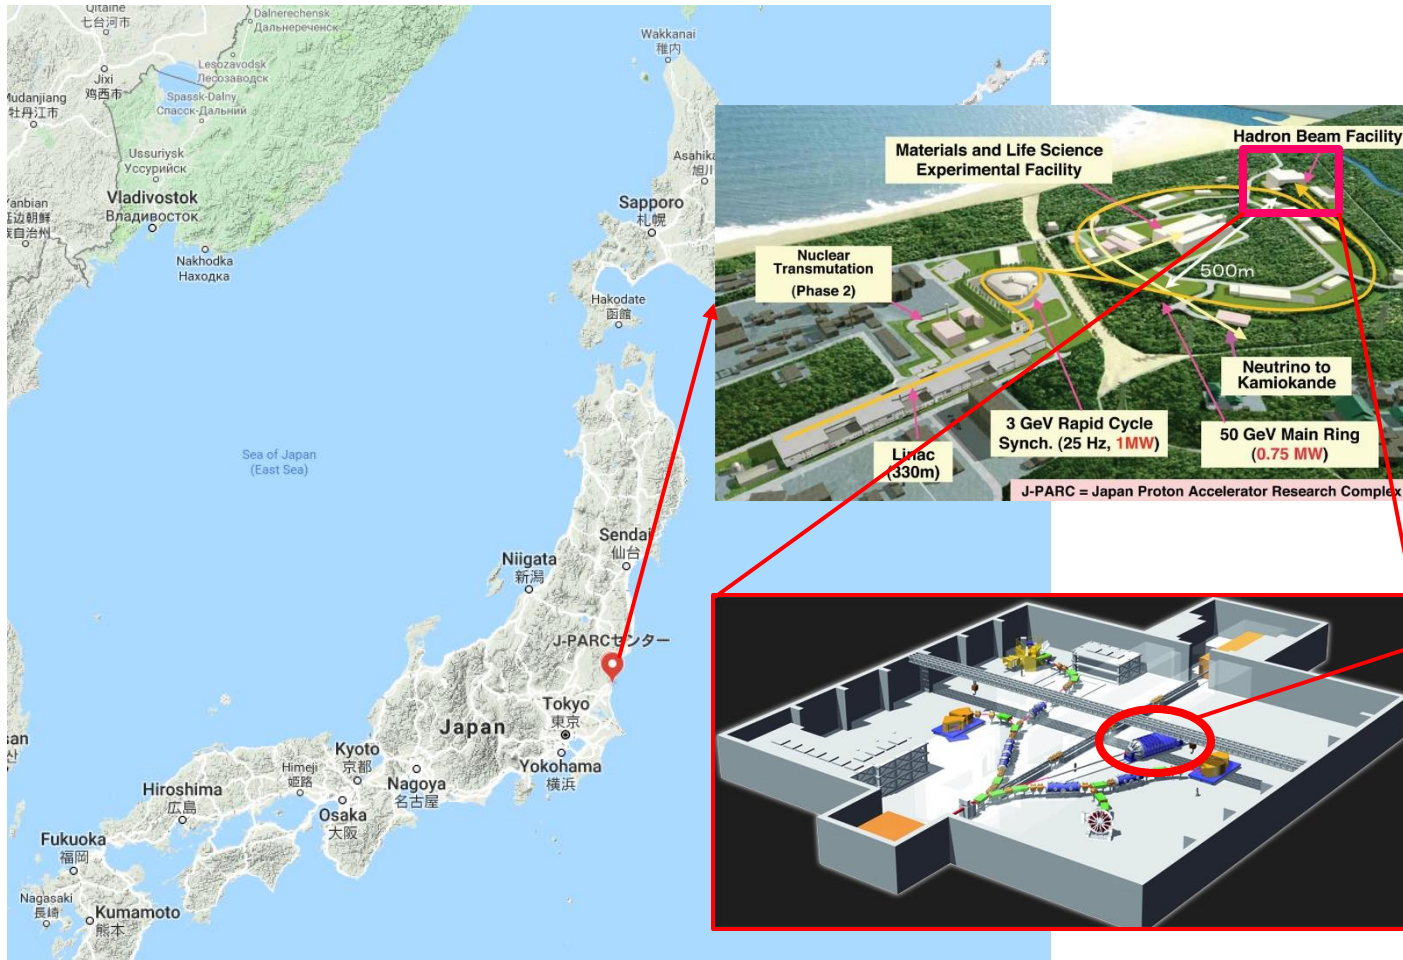 Qitaine
七台河市
Dalnerechensk
Дальнереченск
Wakkanai
稚内
Lesozavodsk
Лесозаводск
Jixi
鸡西市
Mudanjiang
牡丹江市
Spassk-Dalny
Спасск-Дальний
Ussuriysk
Уссурийск
Asahika
旭川
Yanbian
延边朝鲜
族自治州
Vladivostok
Владивосток
Sapporo
札幌
Nakhodka
Находка
Hakodate
函館
Sea of Japan
(East Sea)
Sendai
仙台
Niigata
新潟
J-PARCセンター
Tokyo
東京
Japan
Yokohama
横浜
Kyoto
京都
Nagoya
名古屋
Himeji
姫路
Hiroshima
広島
Osaka
大阪
san
산
Fukuoka
福岡
Nagasaki
長崎
Kumamoto
熊本
Hadron Beam Facility
Materials and Life Science
Experimental Facility
Nuclear
Transmutation
(Phase 2)
500m
Neutrino to
Kamiokande
3 GeV Rapid Cycle
Synch. (25 Hz, 1MW)
50 GeV Main Ring
(0.75 MW)
Linac
(330m)
J-PARC = Japan Proton Accelerator Research Complex